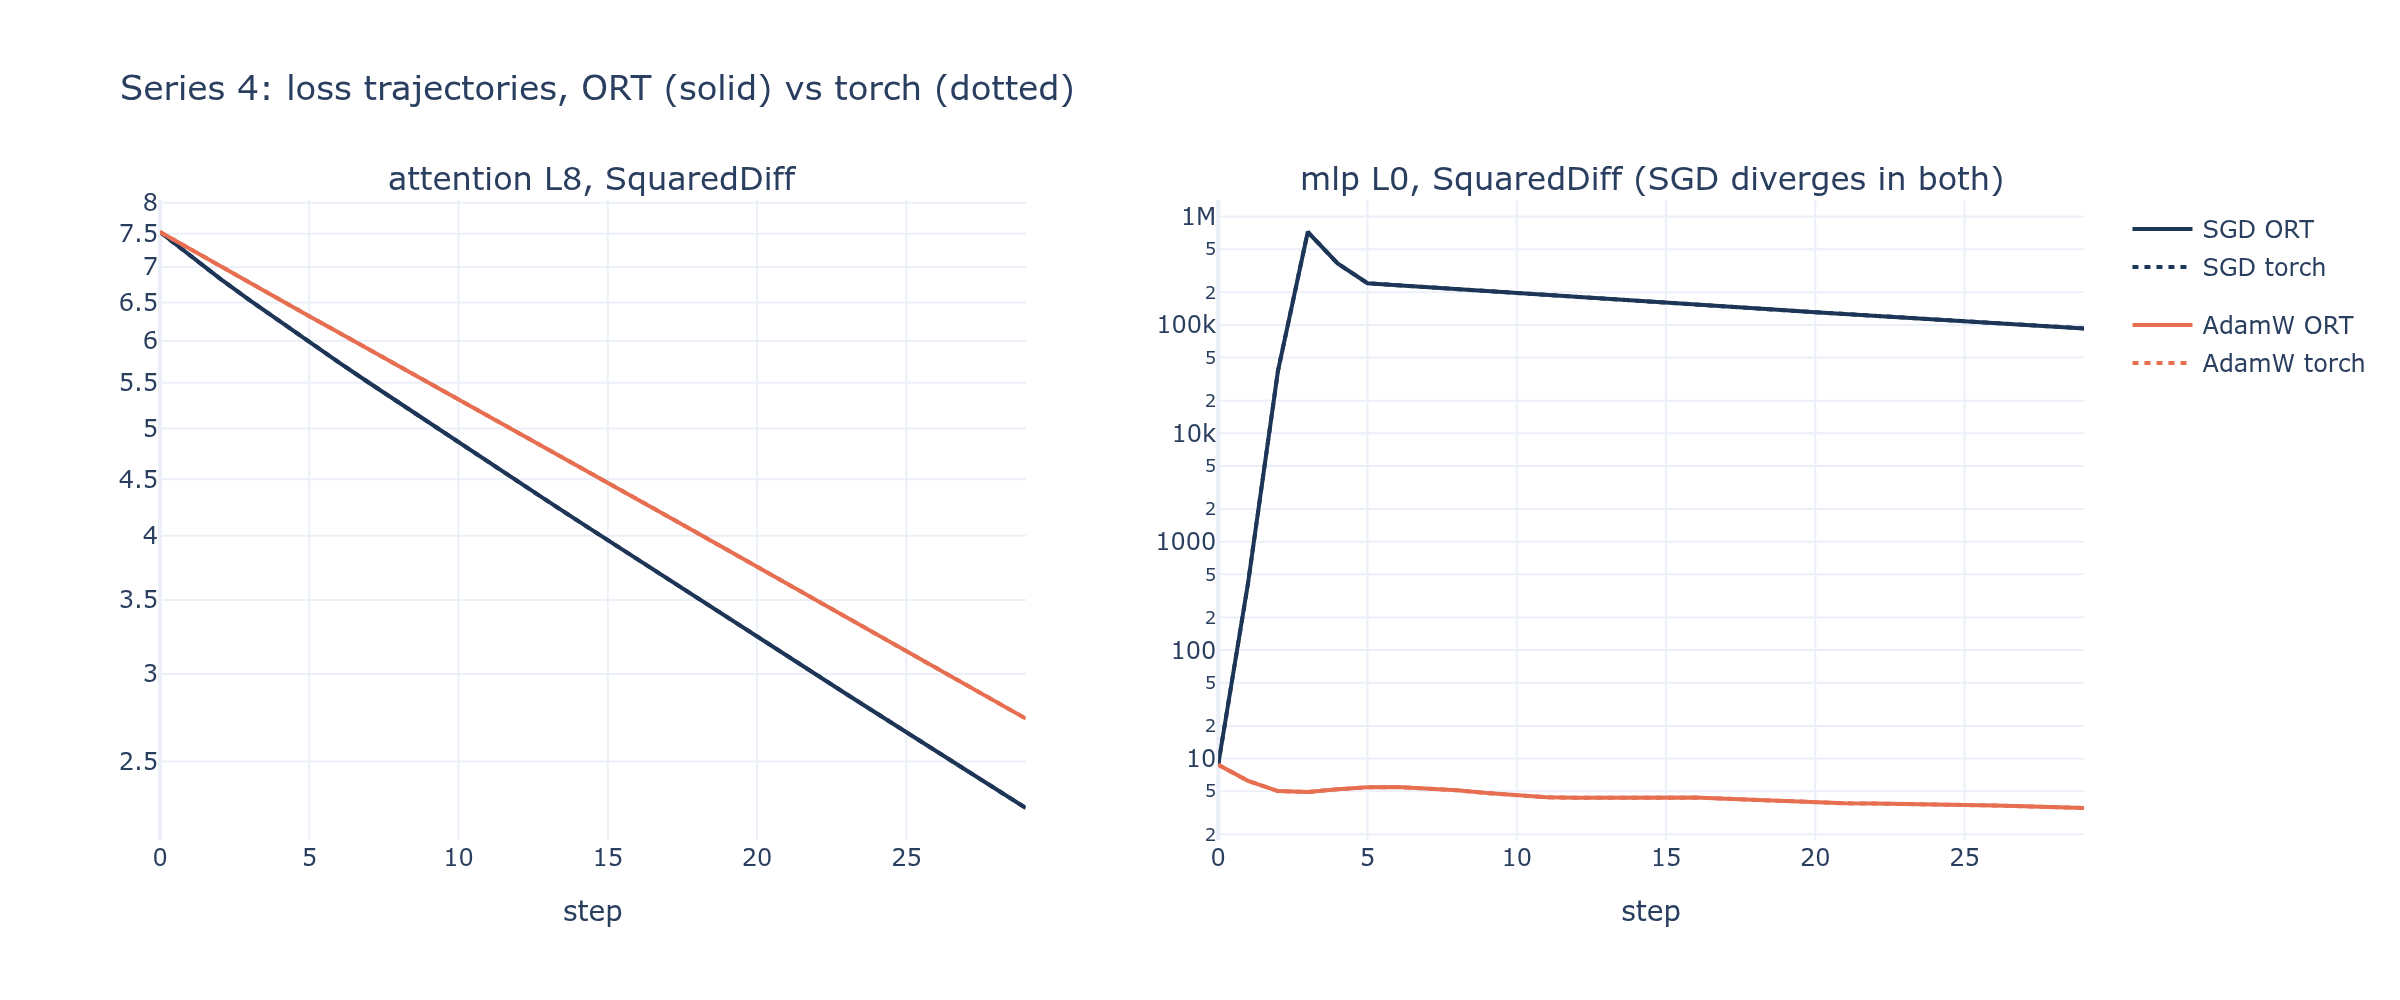 Series 4: loss trajectories, ORT (solid) vs torch (dotted)
attention L8, SquaredDiff
8
7.5
7
6.5
6
5.5
5
4.5
4
3.5
3
2.5
0 5 10 15 20 25
step
mlp L0, SquaredDiff (SGD diverges in both)
1M
5
2
100k
5
2
10k
5
2
1000
5
2
100
5
2
10
5
2
0 5 10 15 20 25
step
SGD ORT
SGD torch
AdamW ORT
AdamW torch